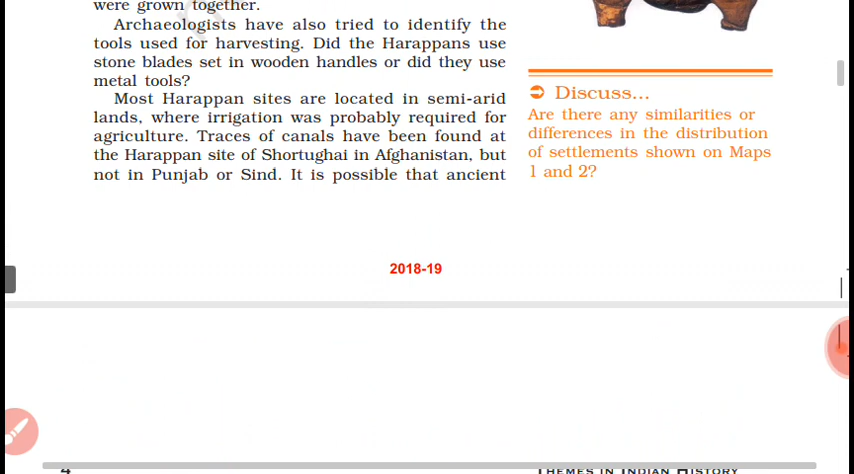 were grown together.
Archaeologists have also tried to identify the
tools used for harvesting. Did the Harappans use
stone blades set in wooden handles or did they use
metal tools?
Most Harappan sites are located in semi-arid
lands, where irrigation was probably required for
agriculture. Traces of canals have been found at
the Harappan site of Shortughai in Afghanistan, but
not in Punjab or Sind. It is possible that ancient
Discuss...
Are there any similarities or
differences in the distribution
of settlements shown on Maps
1 and 2?
2018-19
4
THEMES IN INDIAN HISTORY